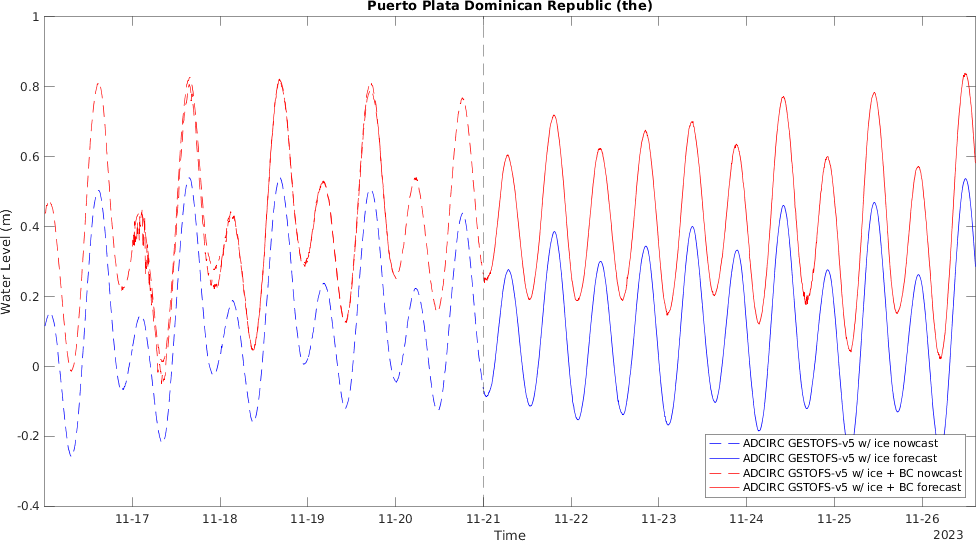 Puerto Plata Dominican Republic (the)
1
0.8
0.6
0.4
0.2
0
-0.2
-0.4
Water Level (m)
ADCIRC GESTOFS-v5 w/ ice nowcast
ADCIRC GESTOFS-v5 w/ ice forecast
ADCIRC GSTOFS-v5 w/ ice + BC nowcast
ADCIRC GSTOFS-v5 w/ ice + BC forecast
11-17 11-18 11-19 11-20 11-21 11-22 11-23 11-24 11-25 11-26
Time
2023